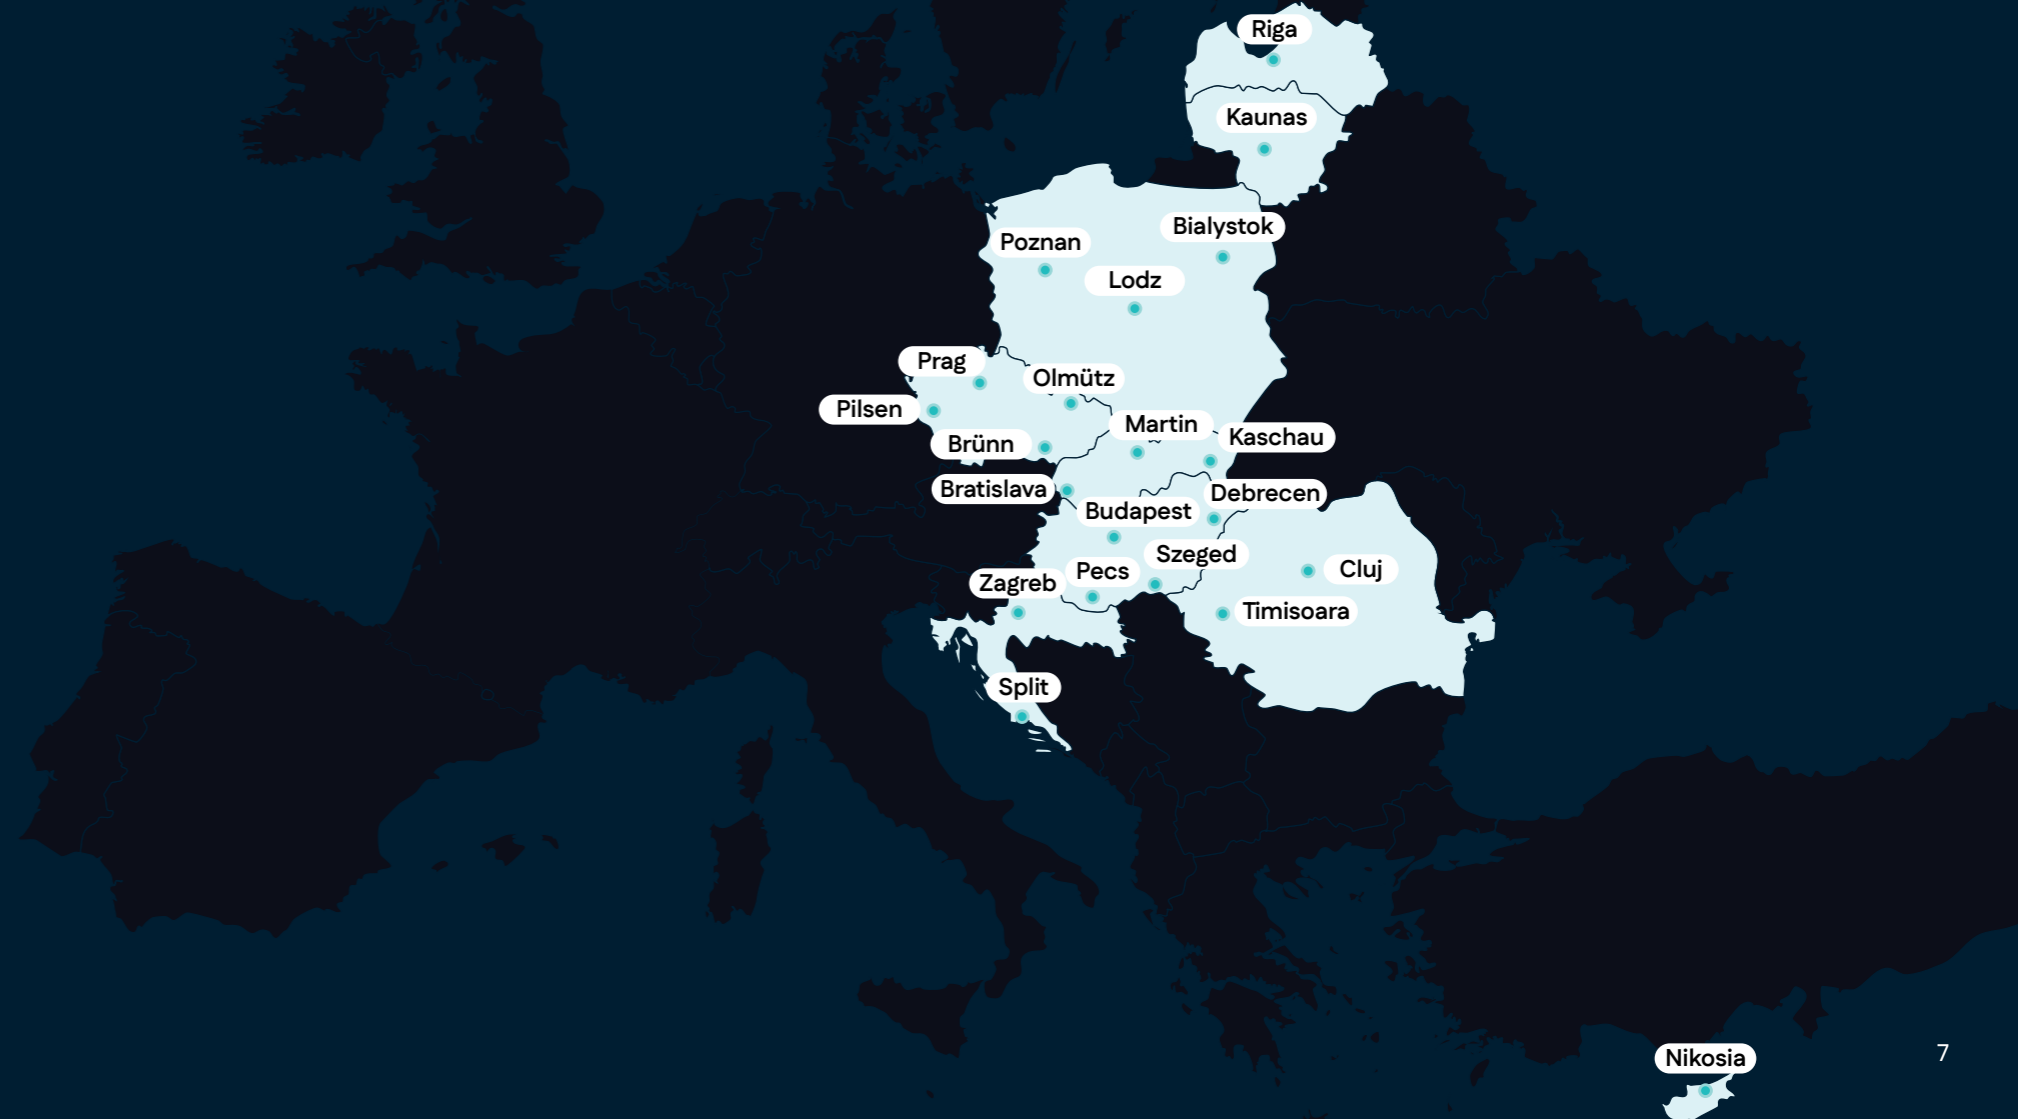 Riga
Kaunas
Bialystok
Poznan
Lodz
Prag
Olmütz
Pilsen
Martin
Kaschau
Brünn
Bratislava
Debrecen
Budapest
Szeged
Cluj
Pecs
Zagreb
Timisoara
Split
7
Nikosia